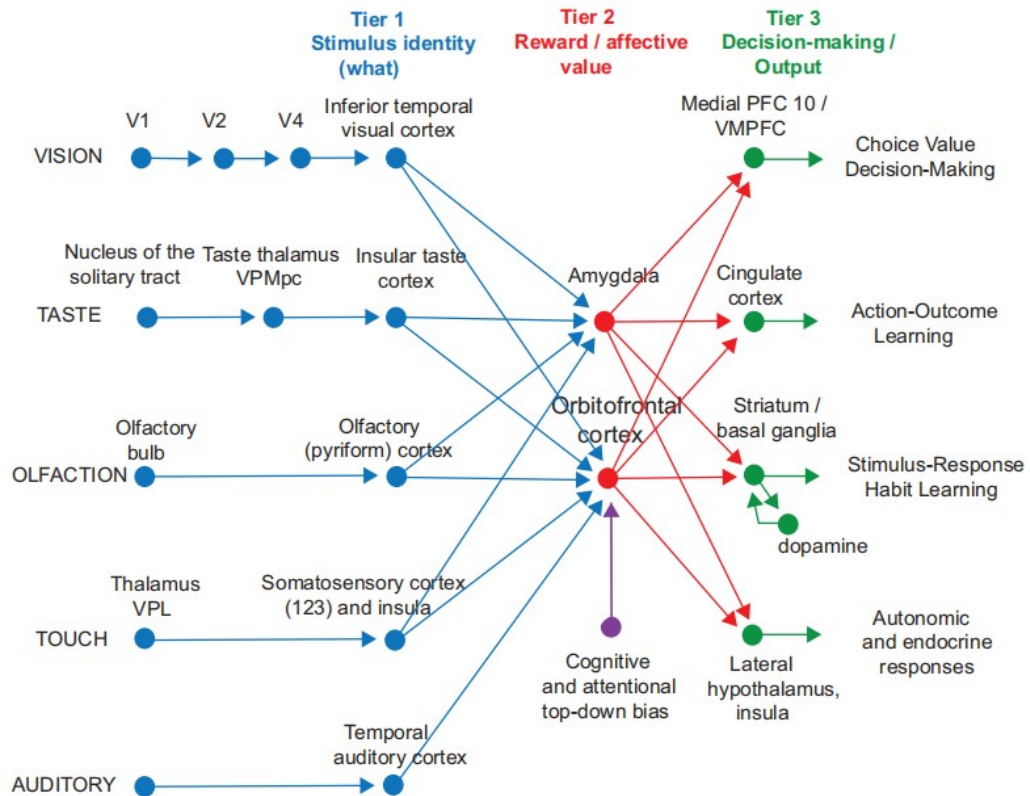 Tier 1
Stimulus identity
(what)
Tier 2
Reward / affective
value
Tier 3
Decision-making /
Output
VISION
V1
V2
V4
Inferior temporal
visual cortex
Medial PFC 10 /
VMPFC
Choice Value
Decision-Making
TASTE
Nucleus of the
solitary tract
Taste thalamus
VPMpc
Insular taste
cortex
Amygdala
Cingulate
cortex
Action-Outcome
Learning
OLFACTION
Olfactory
bulb
Olfactory
(pyriform) cortex
Orbitofrontal
cortex
Striatum /
basal ganglia
Stimulus-Response
Habit Learning
dopamine
TOUCH
Thalamus
VPL
Somatosensory cortex
(123) and insula
Cognitive
and attentional
top-down bias
Lateral
hypothalamus,
insula
Autonomic
and endocrine
responses
AUDITORY
Temporal
auditory cortex